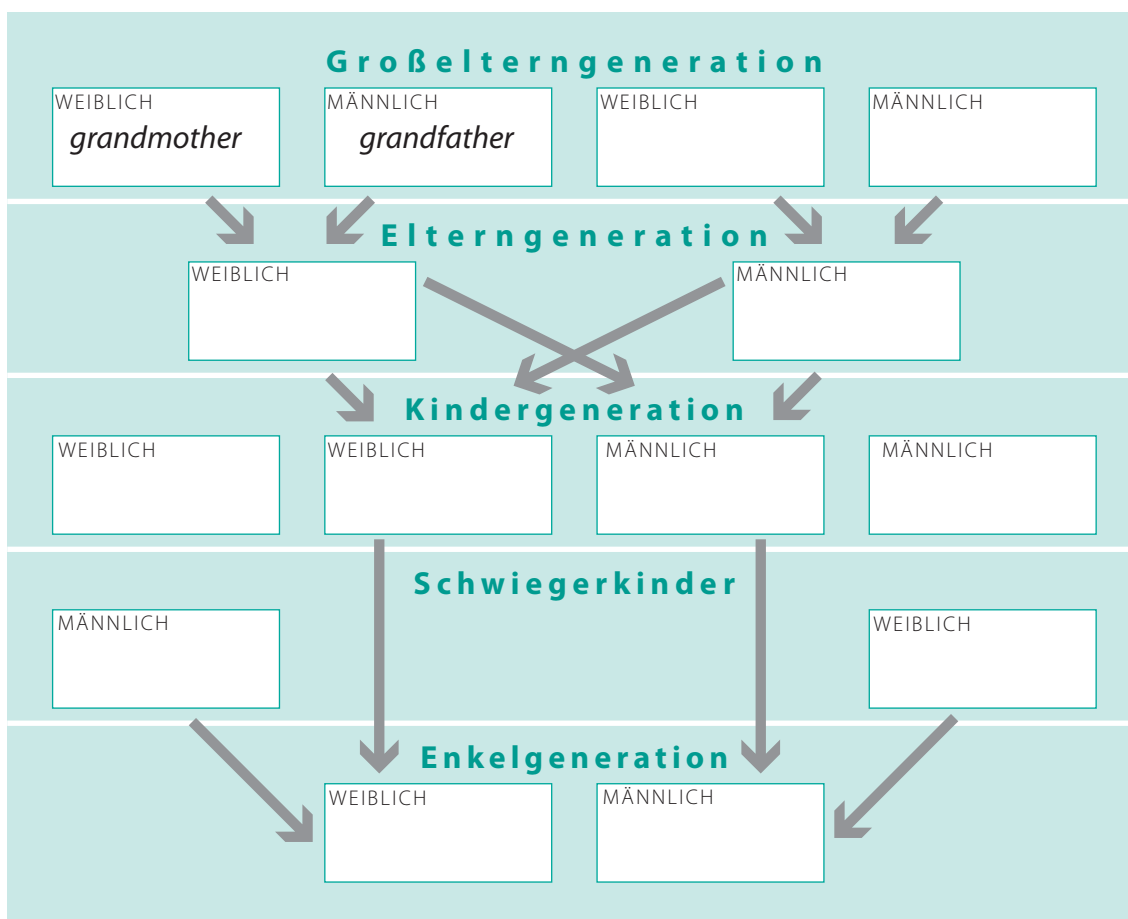 Großelterngeneration
WEIBLICH MÄNNLICH WEIBLICH MÄNNLICH
grandmother grandfather
Elterngeneration
WEIBLICH MÄNNLICH
Kindergeneration
WEIBLICH WEIBLICH MÄNNLICH MÄNNLICH
Schwiegerkinder
MÄNNLICH WEIBLICH
Enkelgeneration
WEIBLICH MÄNNLICH